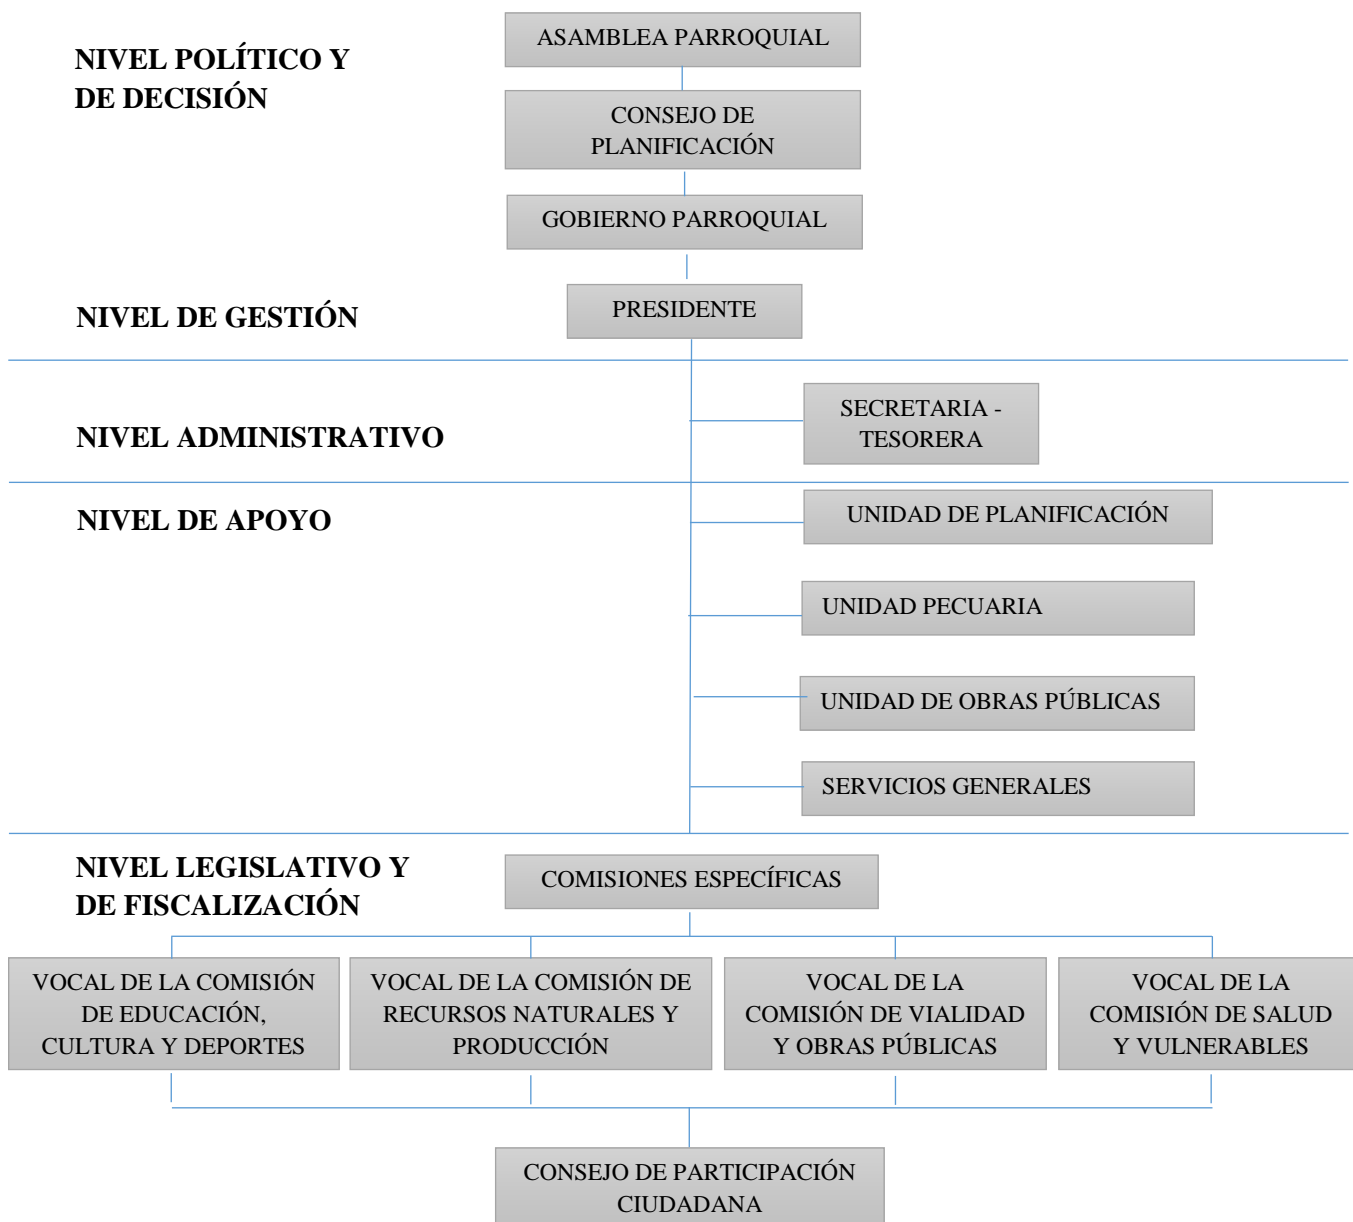 NIVEL POLÍTICO Y
DE DECISIÓN
ASAMBLEA PARROQUIAL
CONSEJO DE
PLANIFICACIÓN
GOBIERNO PARROQUIAL
NIVEL DE GESTIÓN
PRESIDENTE
NIVEL ADMINISTRATIVO
SECRETARIA -
TESORERA
NIVEL DE APOYO
UNIDAD DE PLANIFICACIÓN
UNIDAD PECUARIA
UNIDAD DE OBRAS PÚBLICAS
SERVICIOS GENERALES
NIVEL LEGISLATIVO Y
DE FISCALIZACIÓN
COMISIONES ESPECÍFICAS
VOCAL DE LA COMISIÓN
DE EDUCACIÓN,
CULTURA Y DEPORTES
VOCAL DE LA COMISIÓN DE
RECURSOS NATURALES Y
PRODUCCIÓN
VOCAL DE LA
COMISIÓN DE VIALIDAD
Y OBRAS PÚBLICAS
VOCAL DE LA
COMISIÓN DE SALUD
Y VULNERABLES
CONSEJO DE PARTICIPACIÓN
CIUDADANA